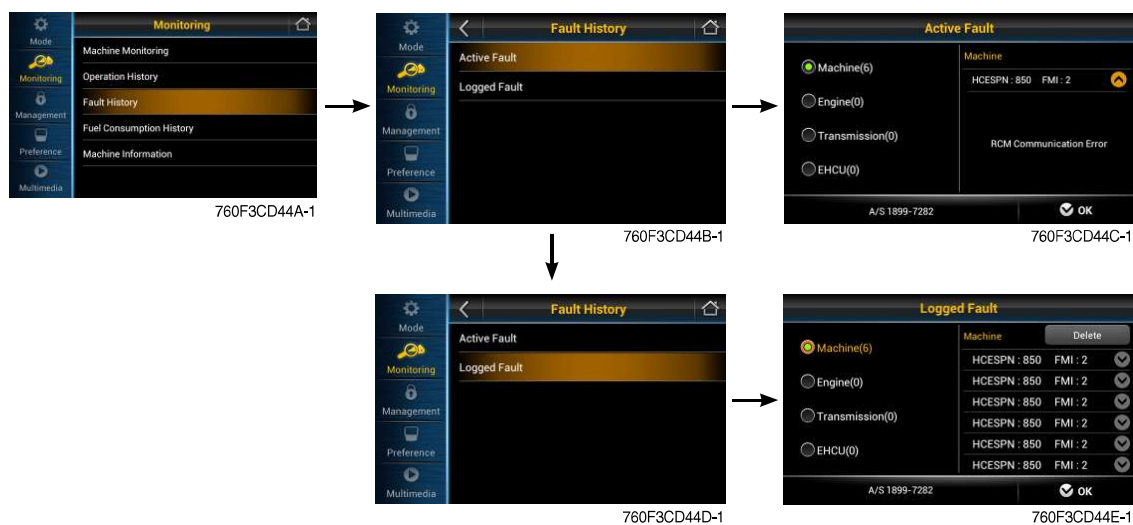 Monitoring
Mode
Monitoring
Management
Preference
Multimedia
Machine Monitoring
Operation History
Fault History
Fuel Consumption History
Machine Information
760F3CD44A-1
Fault History
Mode
Monitoring
Management
Preference
Multimedia
Active Fault
Logged Fault
760F3CD44B-1
Active Fault
Machine(6)
Engine(0)
Transmission(0)
EHCU(0)
Machine
HCESPN : 850 FMI : 2
RCM Communication Error
A/S 1899-7282
OK
760F3CD44C-1
Fault History
Mode
Monitoring
Management
Preference
Multimedia
Active Fault
Logged Fault
760F3CD44D-1
Logged Fault
Machine(6)
Engine(0)
Transmission(0)
EHCU(0)
Machine Delete
HCESPN : 850 FMI : 2
HCESPN : 850 FMI : 2
HCESPN : 850 FMI : 2
HCESPN : 850 FMI : 2
HCESPN : 850 FMI : 2
HCESPN : 850 FMI : 2
A/S 1899-7282
OK
760F3CD44E-1